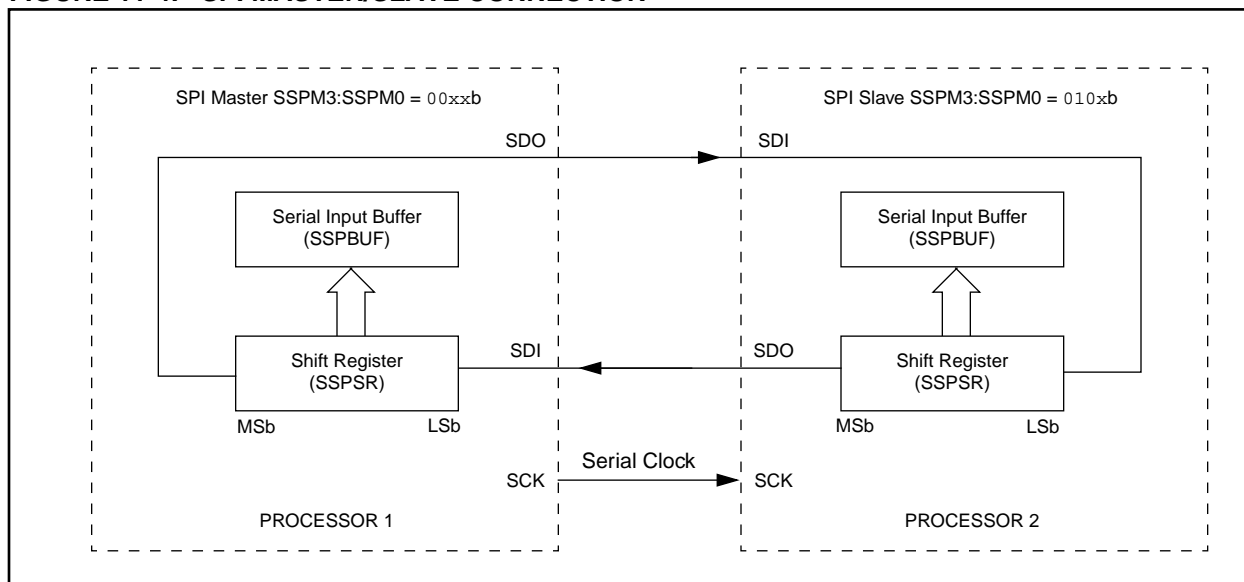 SPI Master SSPM3:SSPM0 = 00xxb
SDO
Serial Input Buffer
(SSPBUF)
Shift Register
(SSPSR)
MSb
LSb
SDI
SCK
PROCESSOR 1
Serial Clock
SPI Slave SSPM3:SSPM0 = 010xb
SDI
Serial Input Buffer
(SSPBUF)
SDO
Shift Register
(SSPSR)
MSb
LSb
SCK
PROCESSOR 2